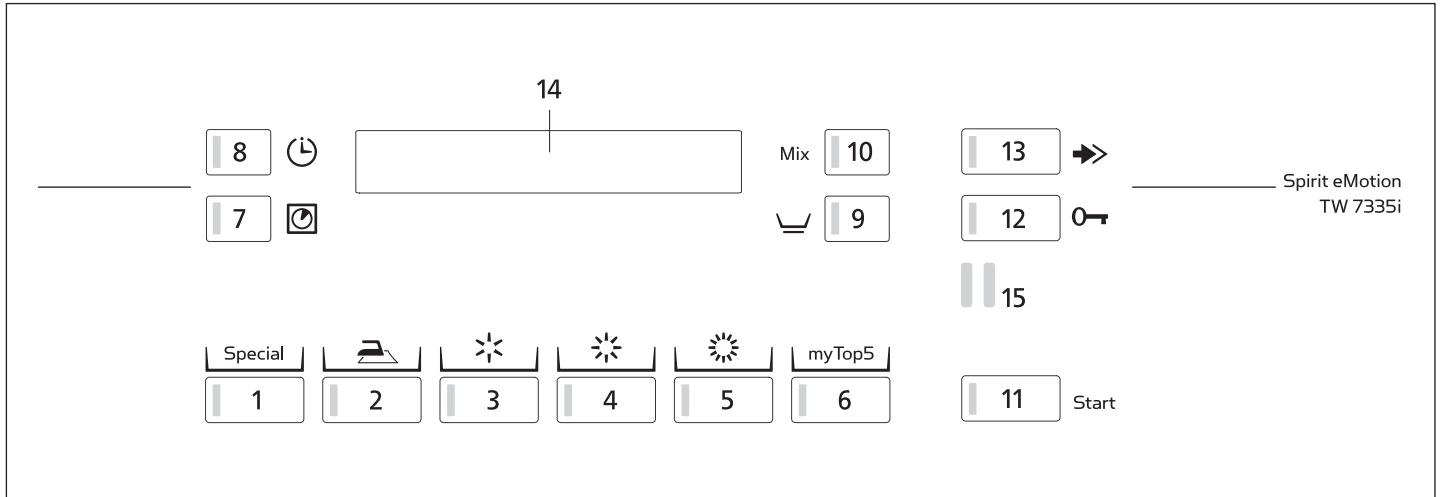 14
8
Mix 10
13
Spirit eMotion
TW 7335i
7
9
12
15
Special
myTop5
1 2 3 4 5 6
11 Start